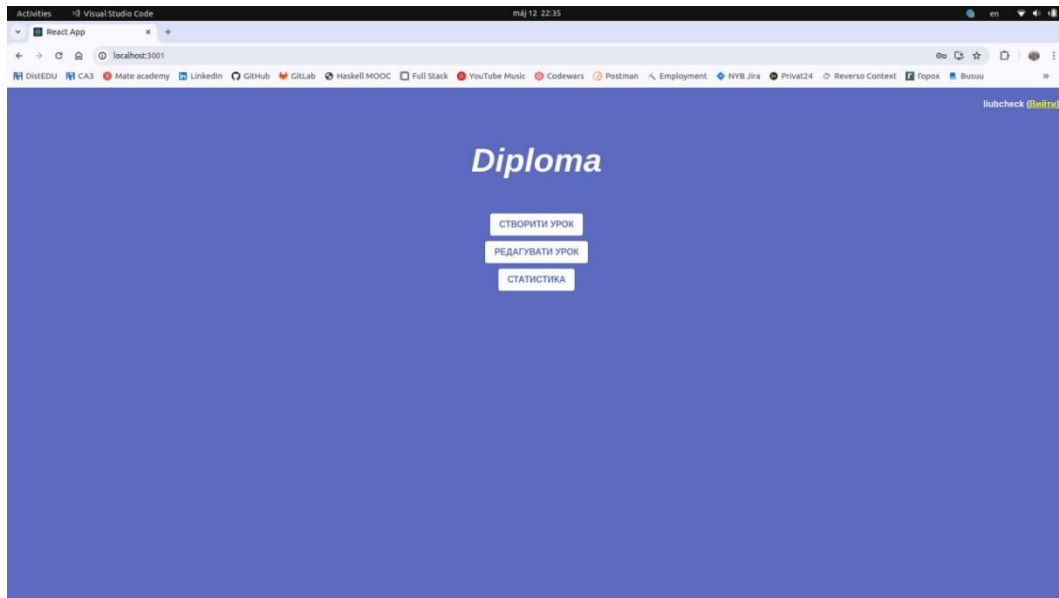 Activities Visual Studio Code máj 12 22:35 en
React App
localhost:3001
DistEDU CA3 Mate academy LinkedIn GitHub GitLab Haskell MOOC Full Stack YouTube Music Codewars Postman Employment NYB Jira Privat24 Reverso Context Горох Busuu »
liubcheck (Вийти)
Diploma
СТВОРИТИ УРОК
РЕДАГУВАТИ УРОК
СТАТИСТИКА